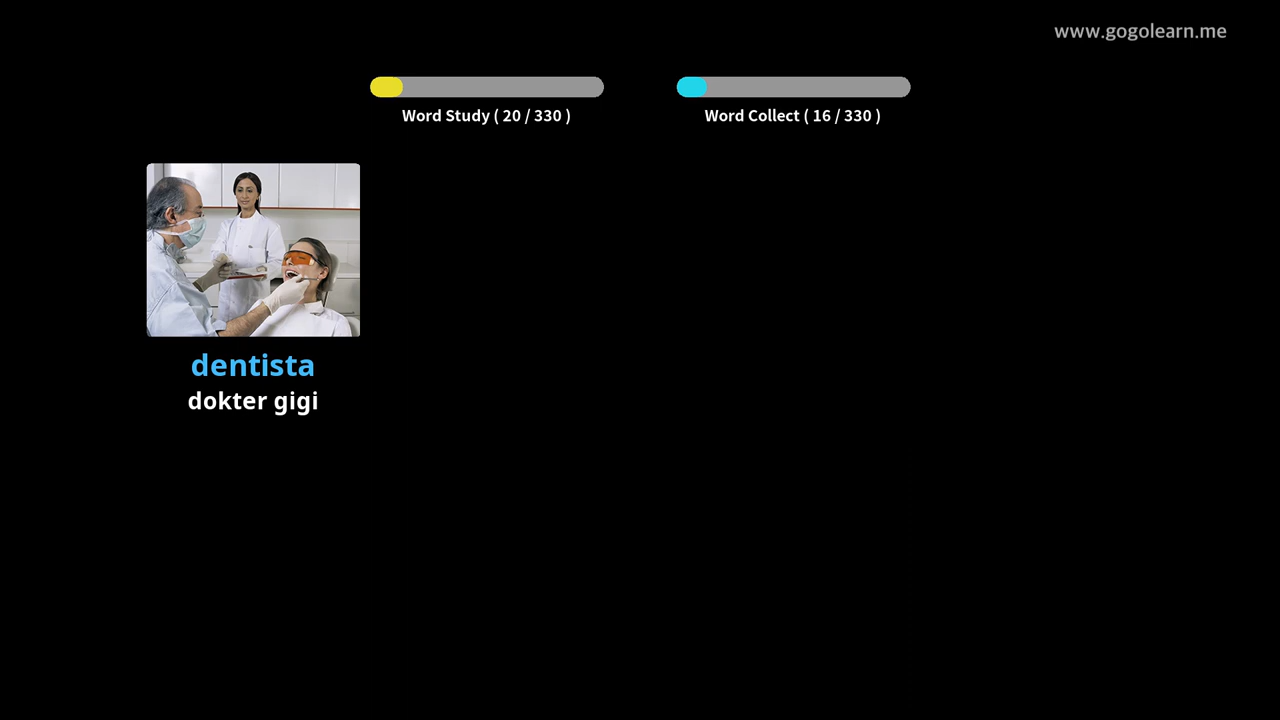 www.gogolearn.me
Word Study ( 20 / 330 )
Word Collect ( 16 / 330 )
dentista
dokter gigi